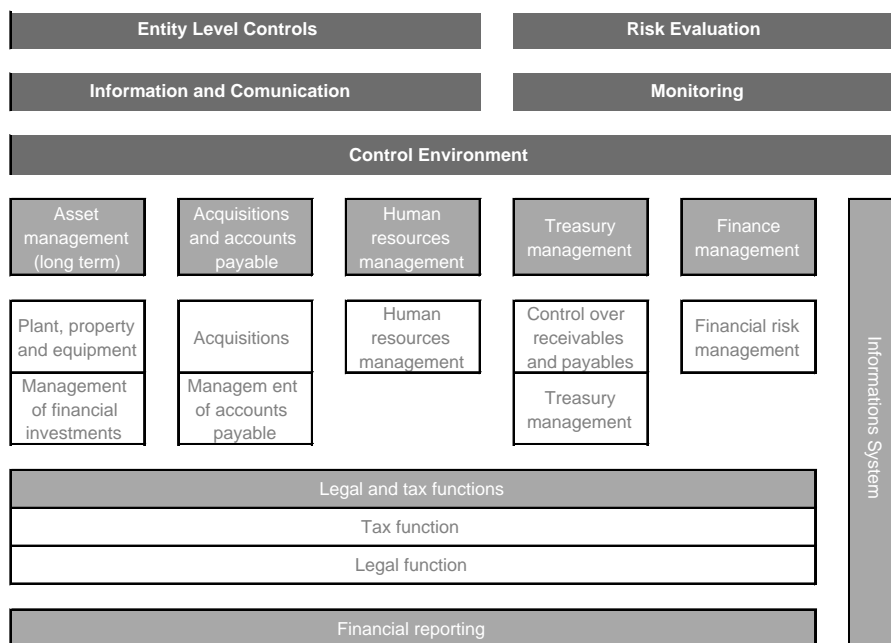 Entity Level Controls
Risk Evaluation
Information and Comunication
Monitoring
Control Environment
Asset
management
(long term)
Acquisitions
and accounts
payable
Human
resources
management
Treasury
management
Finance
management
Plant, property
and equipment
Acquisitions
Human
resources
management
Control over
receivables
and payables
Financial risk
management
Management
of financial
investments
Managem ent
of accounts
payable
Treasury
management
Informations System
Legal and tax functions
Tax function
Legal function
Financial reporting